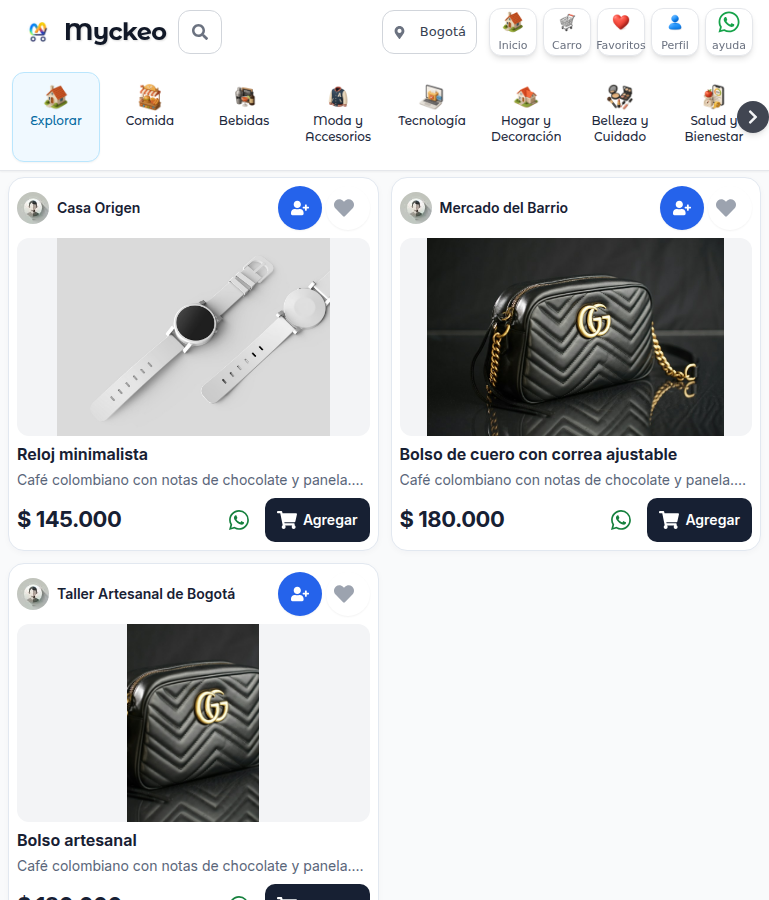 Myckeo
Bogotá
Inicio
Carro
Favoritos
Perfil
ayuda
Explorar
Comida
Bebidas
Moda y
Accesorios
Tecnología
Hogar y
Decoración
Belleza y
Cuidado
Salud y
Bienestar
Casa Origen
Reloj minimalista
Café colombiano con notas de chocolate y panela....
$ 145.000
Agregar
Mercado del Barrio
Bolso de cuero con correa ajustable
Café colombiano con notas de chocolate y panela....
$ 180.000
Agregar
Taller Artesanal de Bogotá
Bolso artesanal
Café colombiano con notas de chocolate y panela....